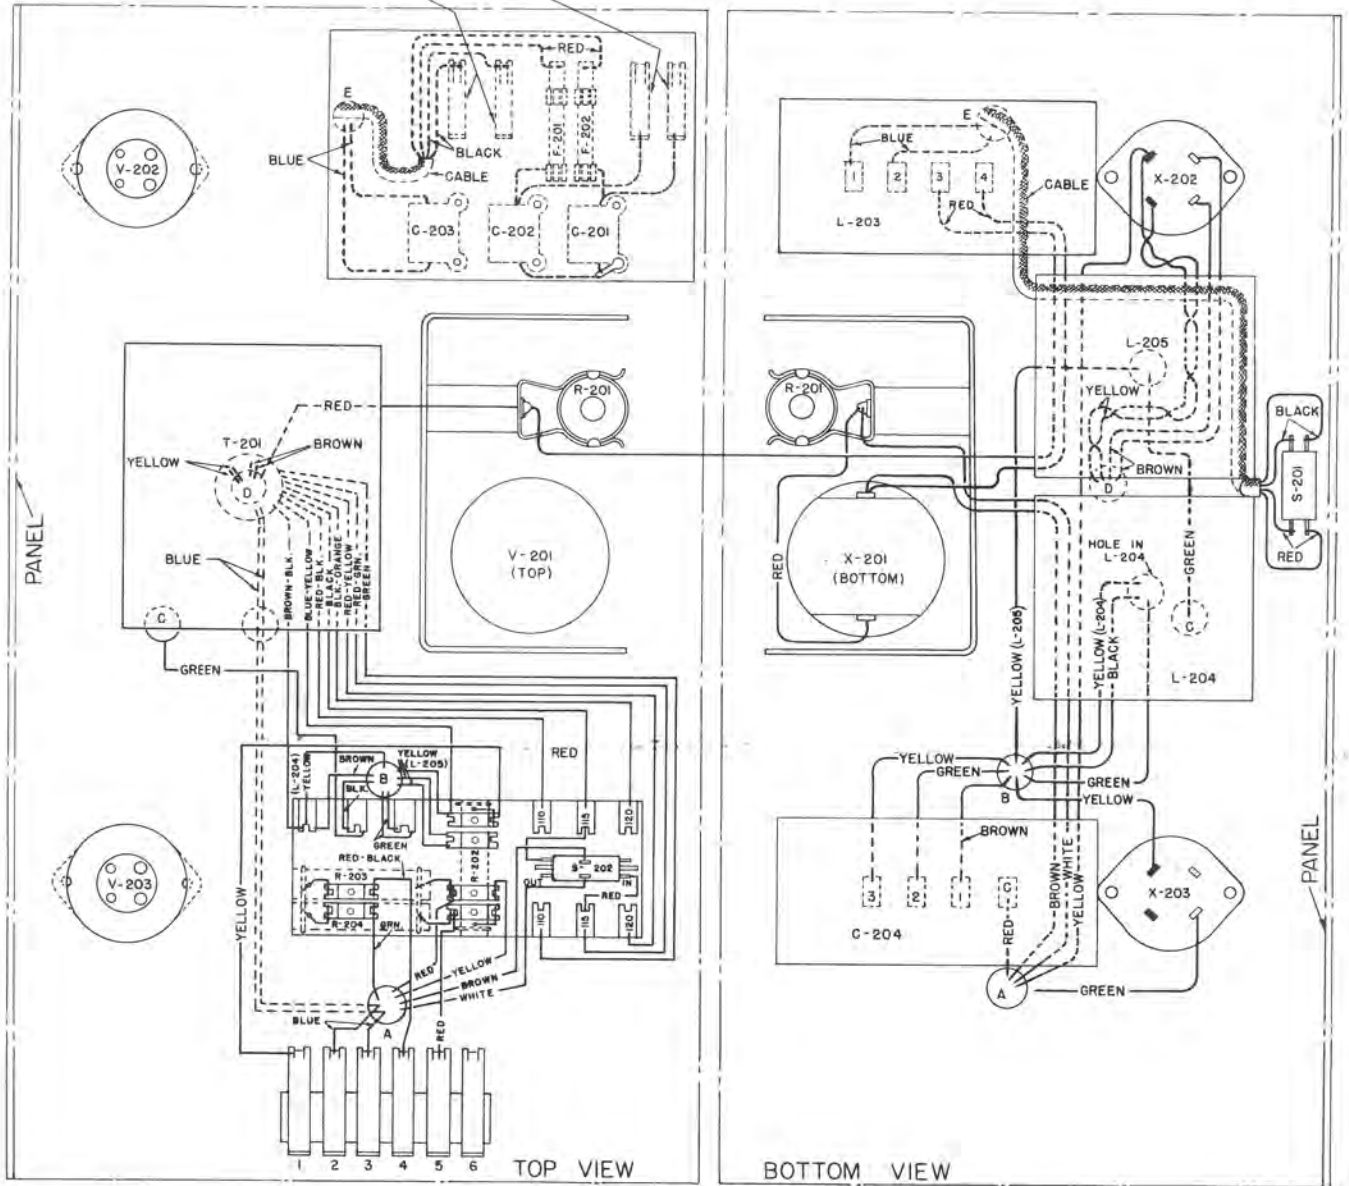 E
RED
BLUE
BLACK
CABLE
F-201
F-202
V-202
C-203
C-202
C-201
RED
R-201
T-201
YELLOW
BROWN
D
V-201
(TOP)
PANEL
BLUE
BROWN-BLK.
BLUE-YELLOW
RED-BLK.
BLACK
BLK-ORANGE
RED-YELLOW
RED-GRN.
GREEN
C
GREEN
RED
(L-204)
YELLOW
BROWN
B
YELLOW
(L-205)
BLK.
GREEN
110
115
120
RED-BLACK
R-203
R-202
S-202
OUT
IN
RED
R-204
GRN.
110
115
120
V-203
YELLOW
RED
YELLOW
BROWN
WHITE
BLUE
A
RED
1 2 3 4 5 6
TOP VIEW
E
BLUE
1 2 3 4
RED
L-203
CABLE
X-202
L-205
R-201
YELLOW
BROWN
D
BLACK
S-201
RED
HOLE IN
L-204
GREEN
X-201
(BOTTOM)
RED
C
L-204
YELLOW (L-205)
YELLOW (L-204)
BLACK
YELLOW
GREEN
B
GREEN
YELLOW
BROWN
3 2 1 C
C-204
RED
BROWN
WHITE
YELLOW
X-203
PANEL
A
GREEN
BOTTOM VIEW